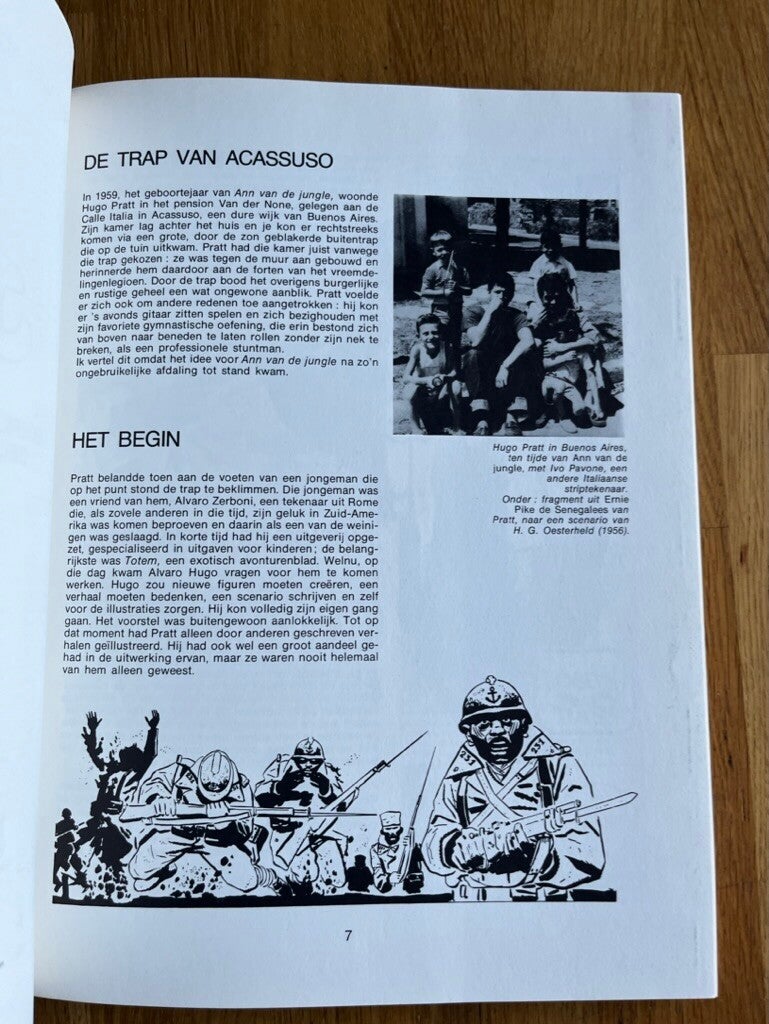 DE TRAP VAN ACASSUSO
In 1959, het geboortejaar van Ann van de jungle, woonde
Hugo Pratt in het pension Van der None, gelegen aan de
Calle Italia in Acassuso, een dure wijk van Buenos Aires.
Zijn kamer lag achter het huis en je kon er rechtstreeks
komen via een grote, door de zon geblakerde buitentrap
die op de tuin uitkwam. Pratt had die kamer juist vanwege
die trap gekozen : ze was tegen de muur aan gebouwd en
herinnerde hem daardoor aan de forten van het vreemde-
lingenlegioen. Door de trap bood het overigens burgerlijke
en rustige geheel een wat ongewone aanblik. Pratt voelde
er zich ook om andere redenen toe aangetrokken : hij kon
er 's avonds gitaar zitten spelen en zich bezighouden met
zijn favoriete gymnastische oefening, die erin bestond zich
van boven naar beneden te laten rollen zonder zijn nek te
breken, als een professionele stuntman.
Ik vertel dit omdat het idee voor Ann van de jungle na zo'n
ongebruikelijke afdaling tot stand kwam.
HET BEGIN
Pratt belandde toen aan de voeten van een jongeman die
op het punt stond de trap te beklimmen. Die jongeman was
een vriend van hem, Alvaro Zerboni, een tekenaar uit Rome
die, als zovele anderen in die tijd, zijn geluk in Zuid-Ame-
rika was komen beproeven en daarin als een van de weini-
gen was geslaagd. In korte tijd had hij een uitgeverij opge-
zet, gespecialiseerd in uitgaven voor kinderen ; de belang-
rijkste was Totem, een exotisch avonturenblad. Welnu, op
die dag kwam Alvaro Hugo vragen voor hem te komen
werken. Hugo zou nieuwe figuren moeten creëren, een
verhaal moeten bedenken, een scenario schrijven en zelf
voor de illustraties zorgen. Hij kon volledig zijn eigen gang
gaan. Het voorstel was buitengewoon aanlokkelijk. Tot op
dat moment had Pratt alleen door anderen geschreven ver-
halen geïllustreerd. Hij had ook wel een groot aandeel ge-
had in de uitwerking ervan, maar ze waren nooit helemaal
van hem alleen geweest.
Hugo Pratt in Buenos Aires,
ten tijde van Ann van de
jungle, met Ivo Pavone, een
andere Italiaanse
striptekenaar.
Onder : fragment uit Ernie
Pike de Senegalees van
Pratt, naar een scenario van
H. G. Oesterheld (1956).
257
257
7